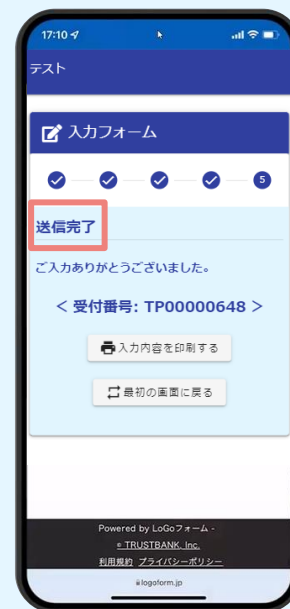 17:10
テスト
入力フォーム
5
送信完了
ご入力ありがとうございました。
< 受付番号: TP00000648 >
入力内容を印刷する
最初の画面に戻る
Powered by LoGoフォーム -
© TRUSTBANK, Inc.
利用規約 プライバシーポリシー
logoform.jp